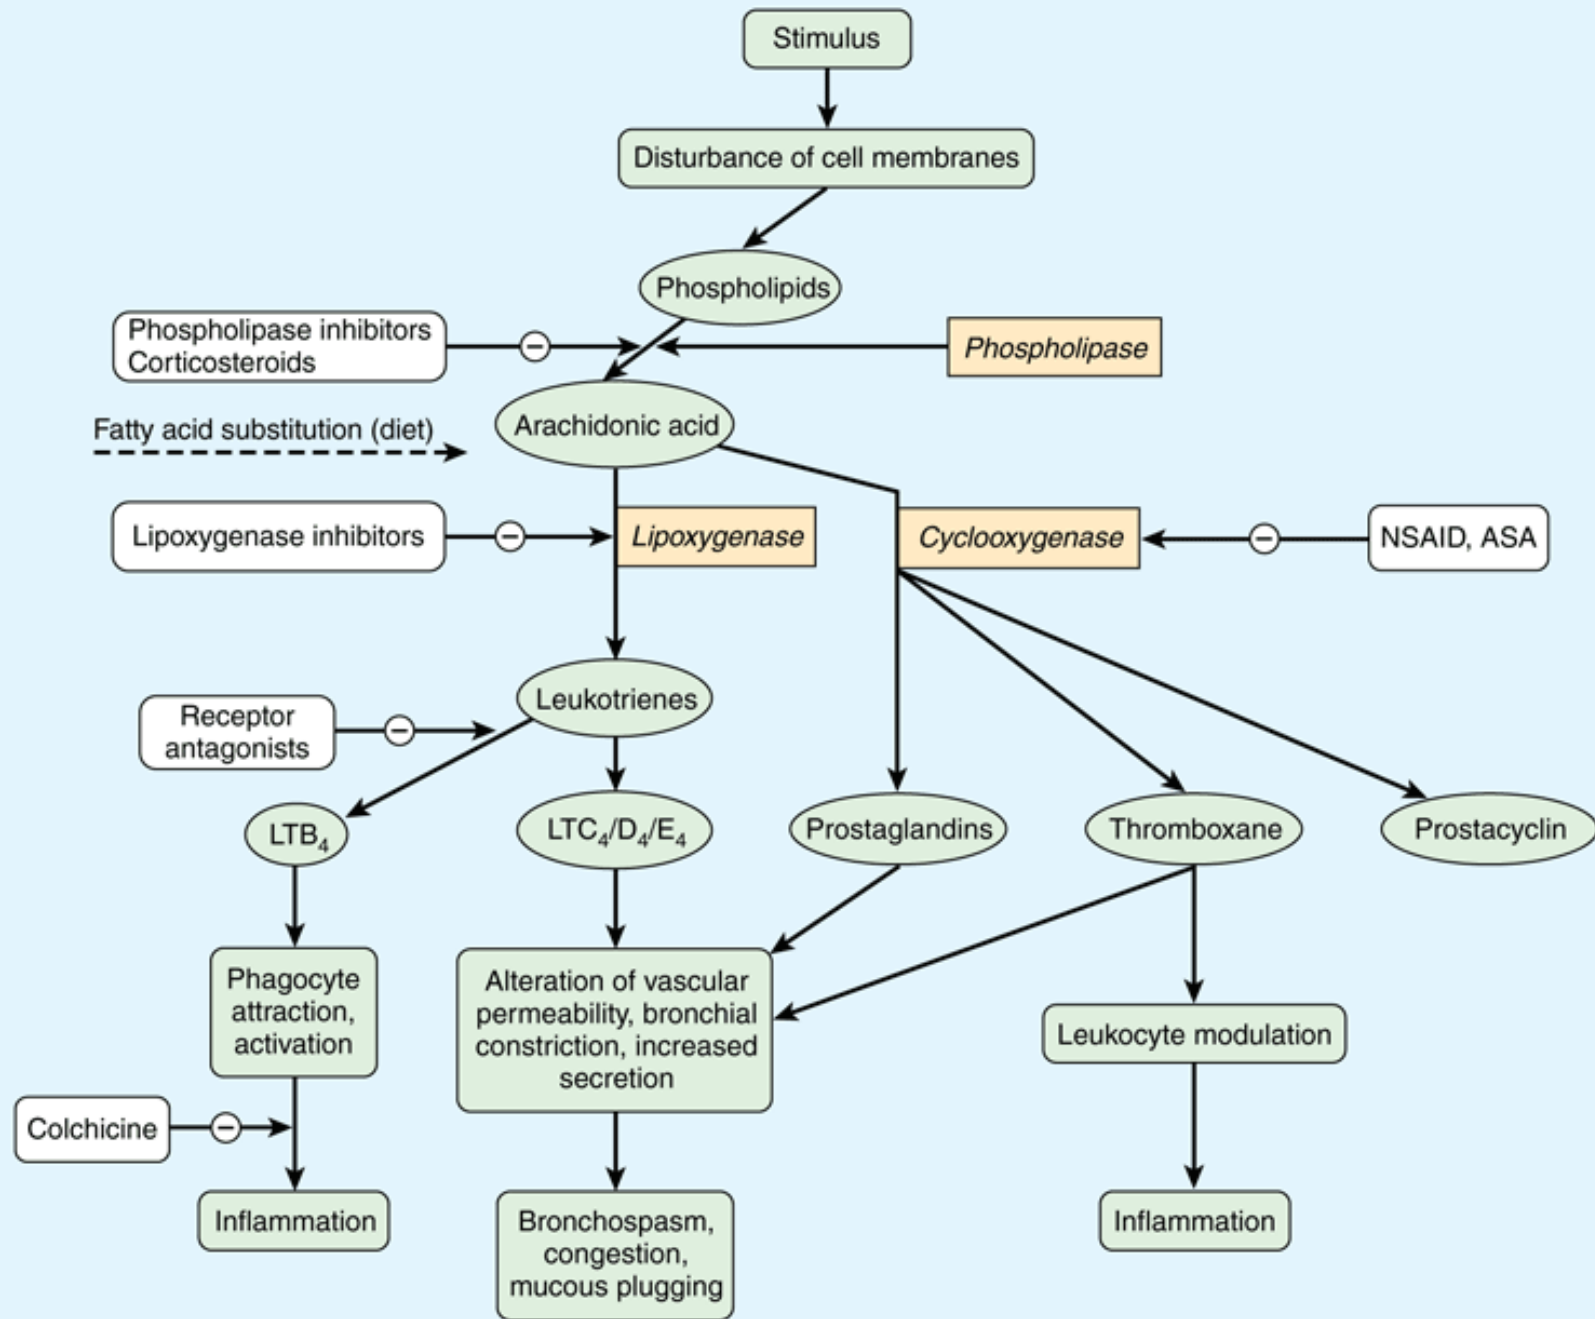 Stimulus
Disturbance of cell membranes
Phospholipids
Phospholipase inhibitors
Corticosteroids
−
Phospholipase
Arachidonic acid
Fatty acid substitution (diet)
Lipoxygenase inhibitors
−
Lipoxygenase
Cyclooxygenase
−
NSAID, ASA
Leukotrienes
Receptor
antagonists
−
LTB₄
LTC₄/D₄/E₄
Prostaglandins
Thromboxane
Prostacyclin
Phagocyte
attraction,
activation
Alteration of vascular
permeability, bronchial
constriction, increased
secretion
Leukocyte modulation
Colchicine
−
Inflammation
Bronchospasm,
congestion,
mucous plugging
Inflammation